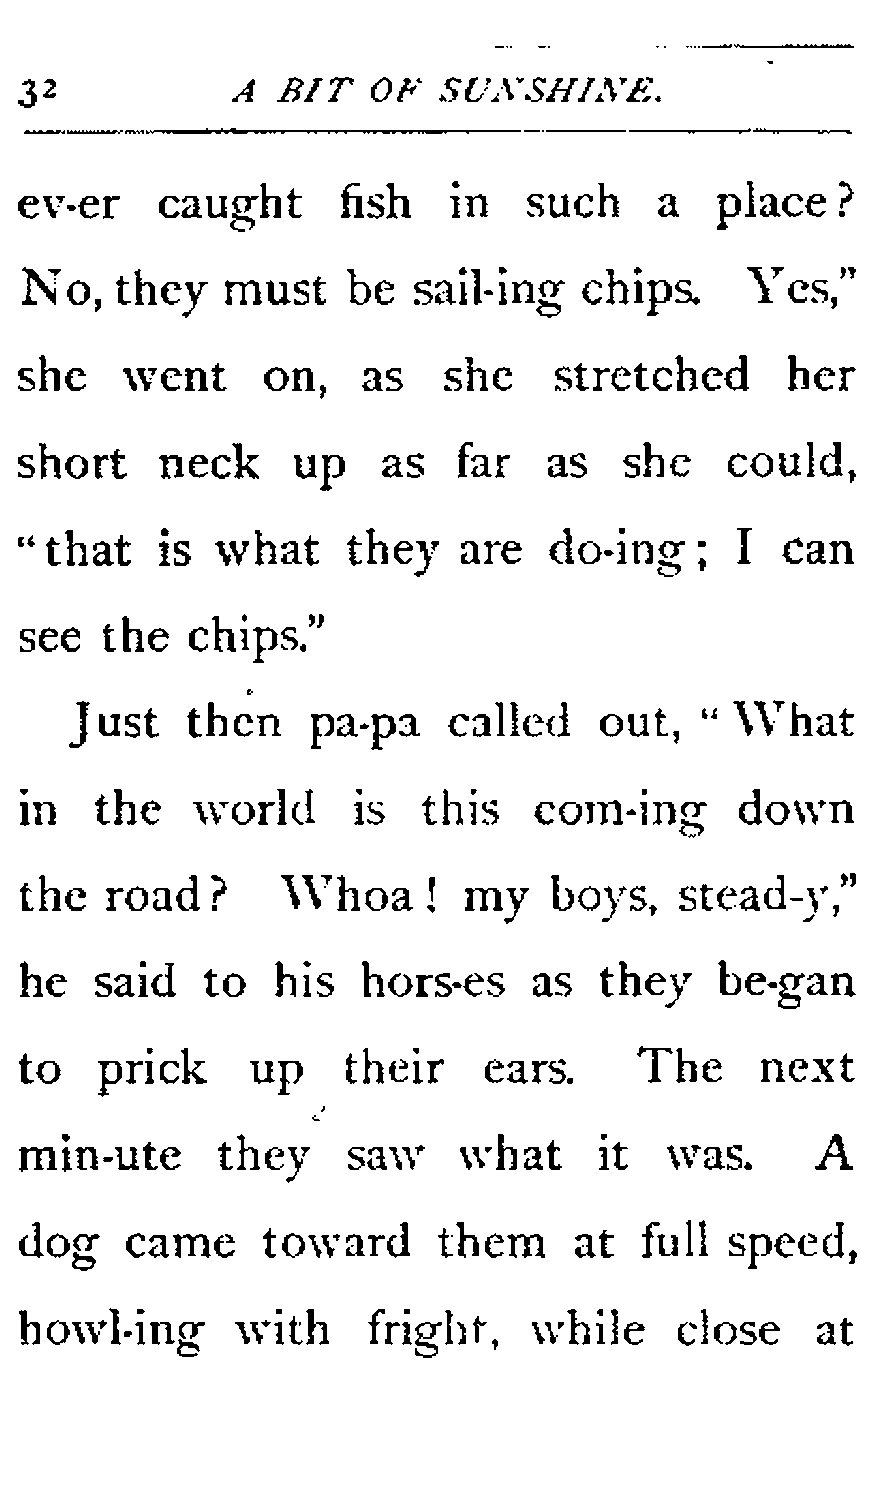 32 A BIT OF SUNSHINE.
ev-er caught fish in such a place?
No, they must be sail-ing chips. Yes,"
she went on, as she stretched her
short neck up as far as she could,
"that is what they are do-ing; I can
see the chips."
Just then pa-pa called out, "What
in the world is this com-ing down
the road? Whoa! my boys, stead-y,"
he said to his hors-es as they be-gan
to prick up their ears. The next
min-ute they saw what it was. A
dog came toward them at full speed,
howl-ing with fright, while close at